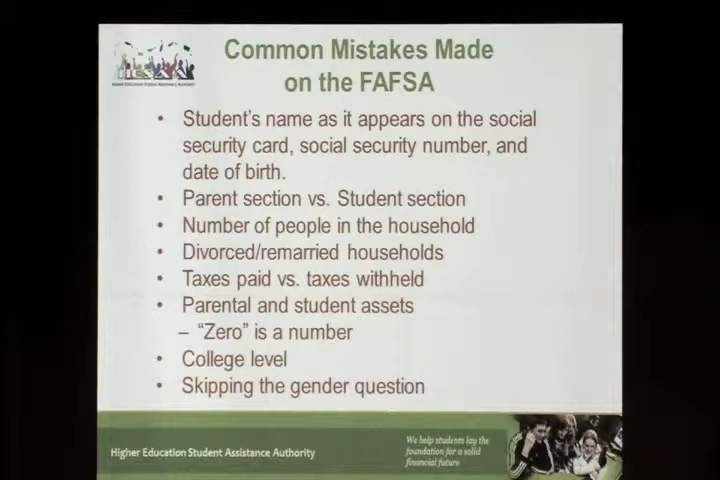 Common Mistakes Made
on the FAFSA
• Student's name as it appears on the social
security card, social security number, and
date of birth.
• Parent section vs. Student section
• Number of people in the household
• Divorced/remarried households
• Taxes paid vs. taxes withheld
• Parental and student assets
– “Zero” is a number
• College level
• Skipping the gender question
Higher Education Student Assistance Authority
We help students lay the
foundation for a solid
financial future